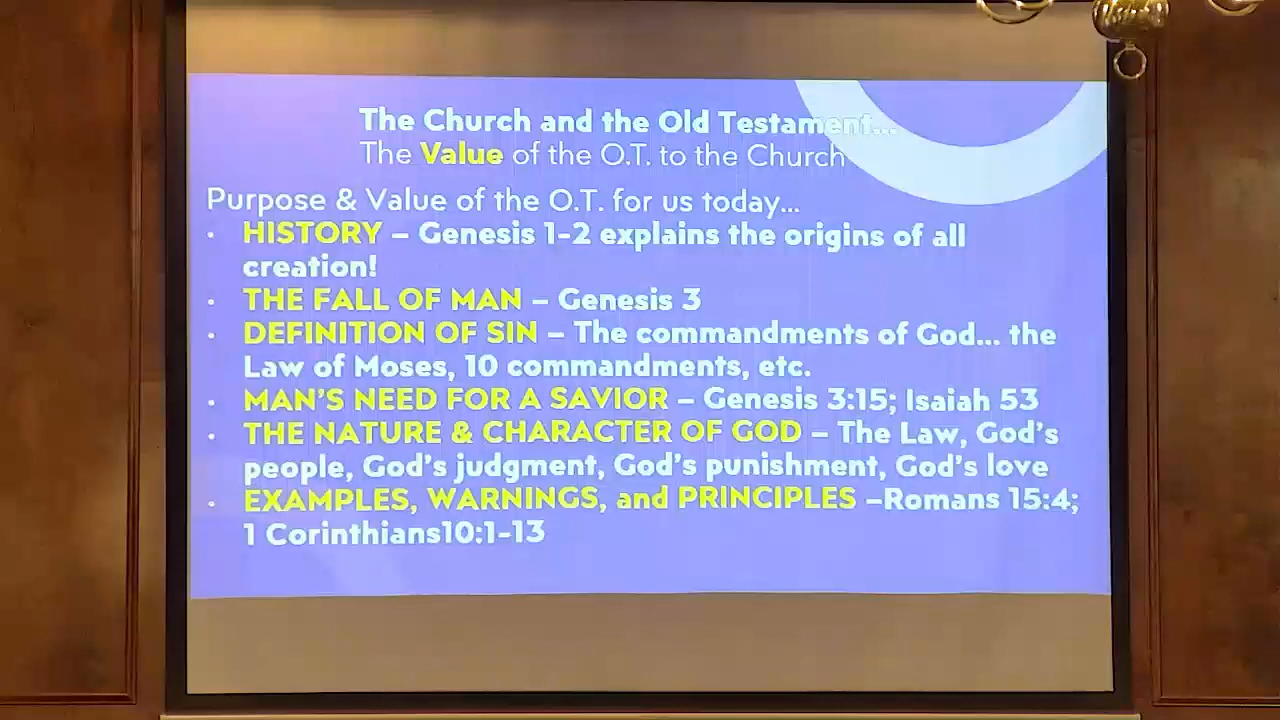 The Church and the Old Testament...
The Value of the O.T. to the Church
Purpose & Value of the O.T. for us today...
• HISTORY – Genesis 1-2 explains the origins of all
creation!
• THE FALL OF MAN – Genesis 3
• DEFINITION OF SIN – The commandments of God... the
Law of Moses, 10 commandments, etc.
• MAN'S NEED FOR A SAVIOR – Genesis 3:15; Isaiah 53
• THE NATURE & CHARACTER OF GOD – The Law, God's
people, God's judgment, God's punishment, God's love
• EXAMPLES, WARNINGS, and PRINCIPLES –Romans 15:4;
1 Corinthians10:1-13